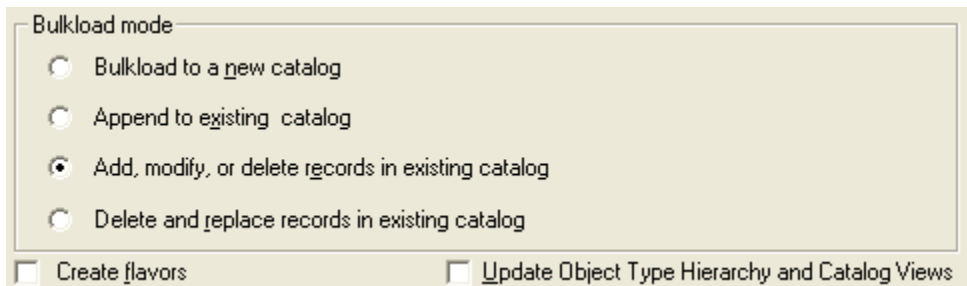 Bulkload mode
Bulkload to a new catalog
Append to existing  catalog
Add, modify, or delete records in existing catalog
Delete and replace records in existing catalog
Create flavors
Update Object Type Hierarchy and Catalog Views